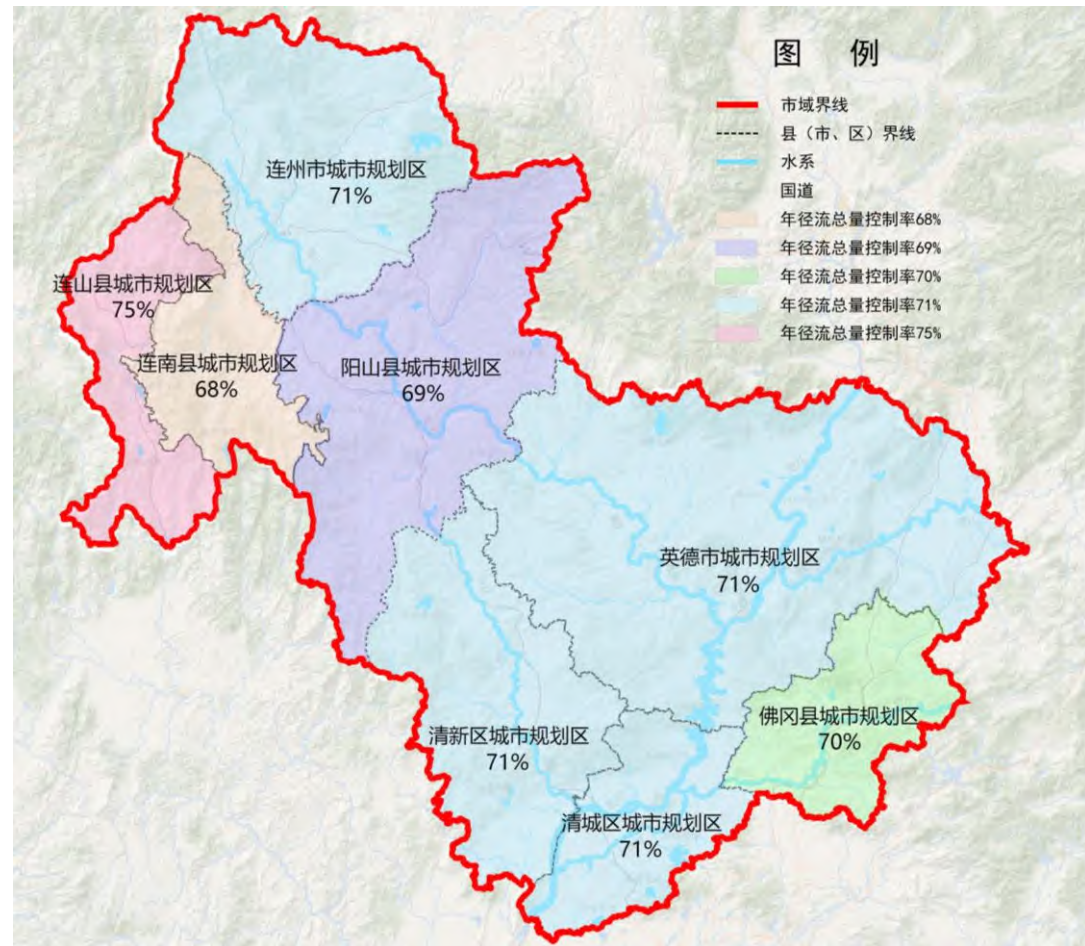 图 例
市域界线
县（市、区）界线
水系
国道
年径流总量控制率68%
年径流总量控制率69%
年径流总量控制率70%
年径流总量控制率71%
年径流总量控制率75%
连州市城市规划区
71%
连山县城市规划区
75%
连南县城市规划区
68%
阳山县城市规划区
69%
英德市城市规划区
71%
佛冈县城市规划区
70%
清新区城市规划区
71%
清城区城市规划区
71%